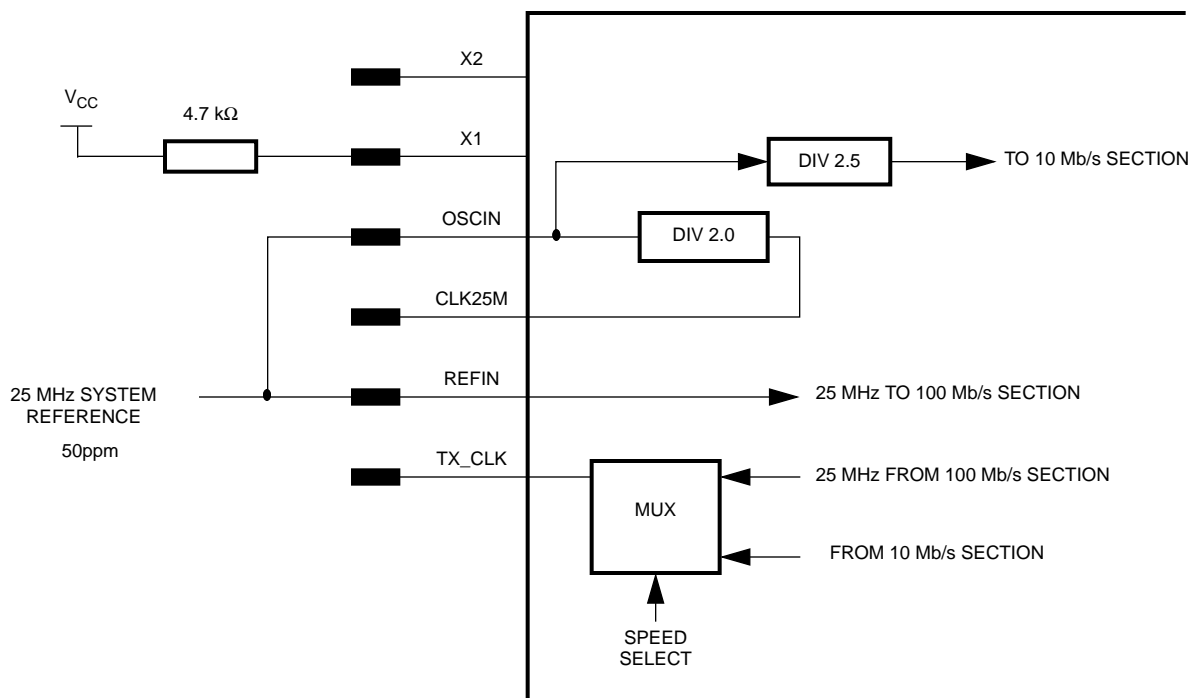 X2
VCC
4.7 kΩ
X1
DIV 2.5
TO 10 Mb/s SECTION
OSCIN
DIV 2.0
CLK25M
25 MHz SYSTEM
REFERENCE
50ppm
REFIN
25 MHz TO 100 Mb/s SECTION
TX_CLK
MUX
25 MHz FROM 100 Mb/s SECTION
FROM 10 Mb/s SECTION
SPEED
SELECT